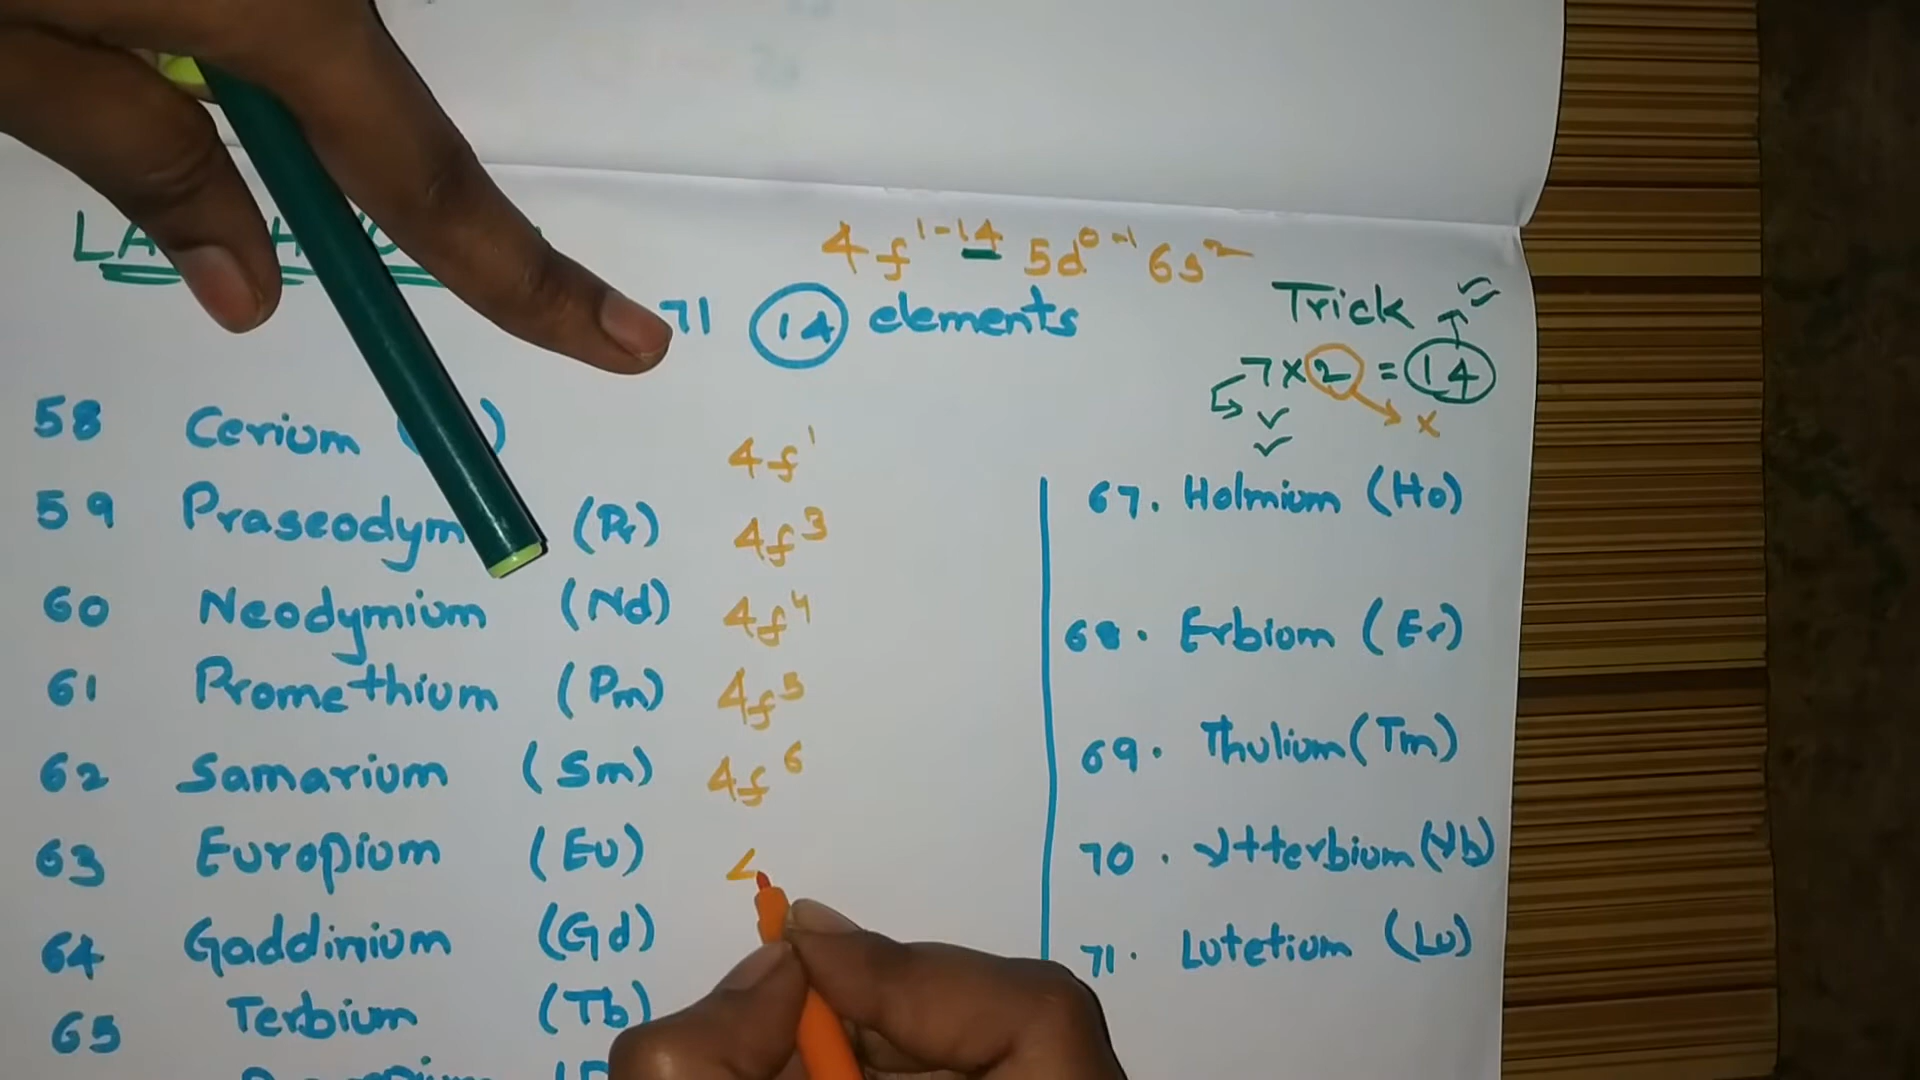 4f¹⁻¹⁴ 5d⁰⁻¹ 6s²
71 14 elements
Trick
7×2 = 14
×
58 Cerium 4f¹
59 Praseodym (Pr) 4f³
60 Neodymium (Nd) 4f⁴
61 Promethium (Pm) 4f⁵
62 Samarium (Sm) 4f⁶
63 Europium (Eu)
64 Gaddinium (Gd)
65 Terbium (Tb)
67. Holmium (Ho)
68. Erbium (Er)
69. Thulium (Tm)
70. Ytterbium (Yb)
71. Lutetium (Lu)